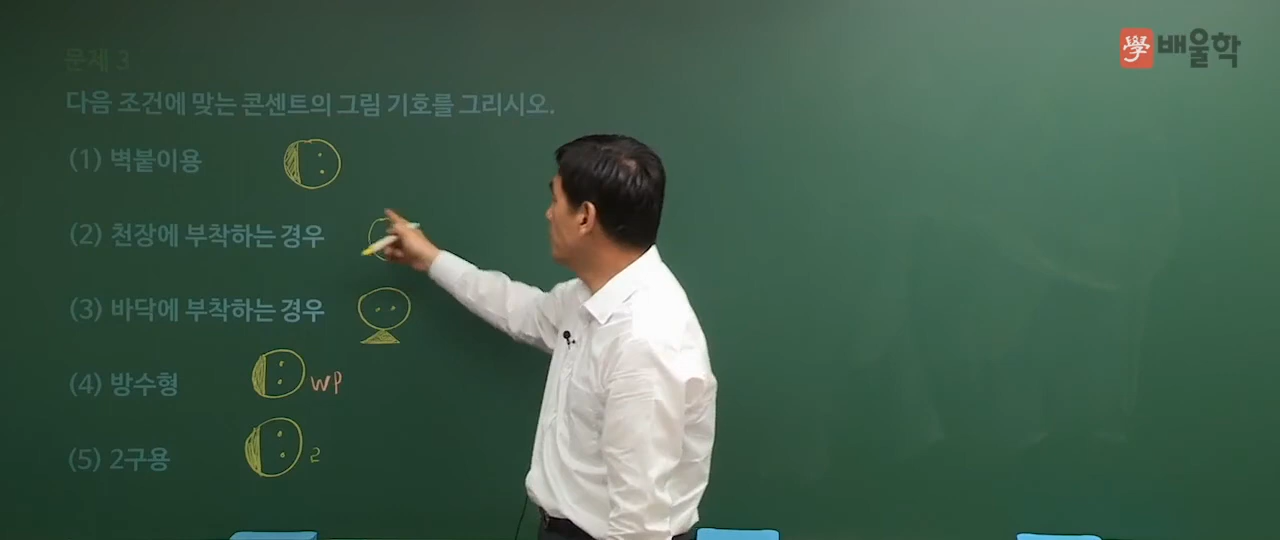 문제 3
學 배울학
다음 조건에 맞는 콘센트의 그림 기호를 그리시오.
(1) 벽붙이용
(2) 천장에 부착하는 경우
(3) 바닥에 부착하는 경우
(4) 방수형 WP
(5) 2구용 2